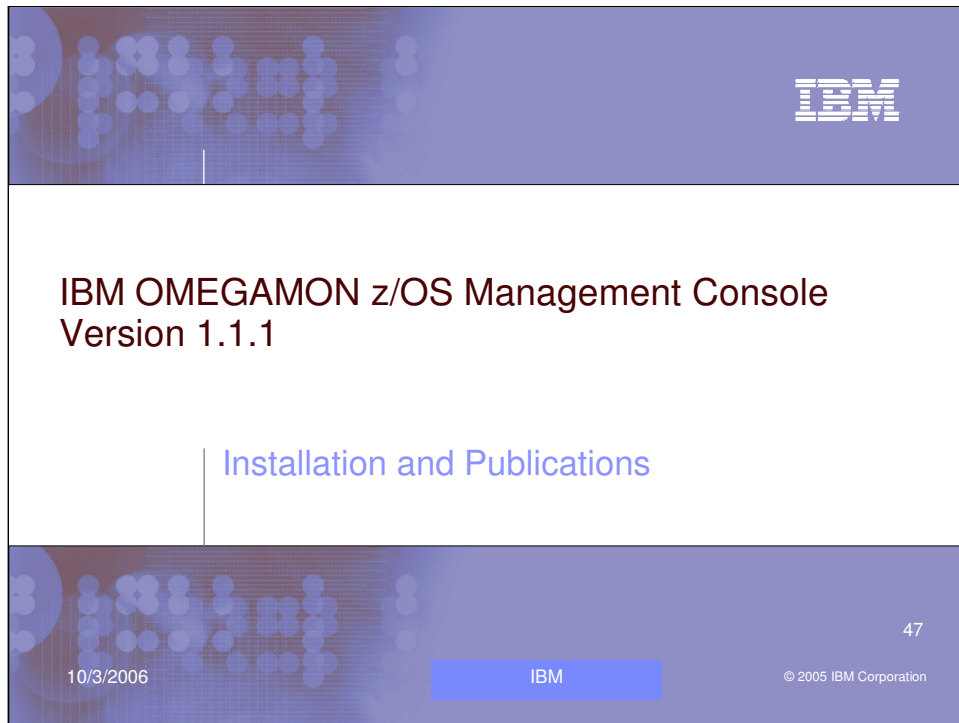 IBM
IBM OMEGAMON z/OS Management Console
Version 1.1.1
Installation and Publications
47
10/3/2006
IBM
© 2005 IBM Corporation